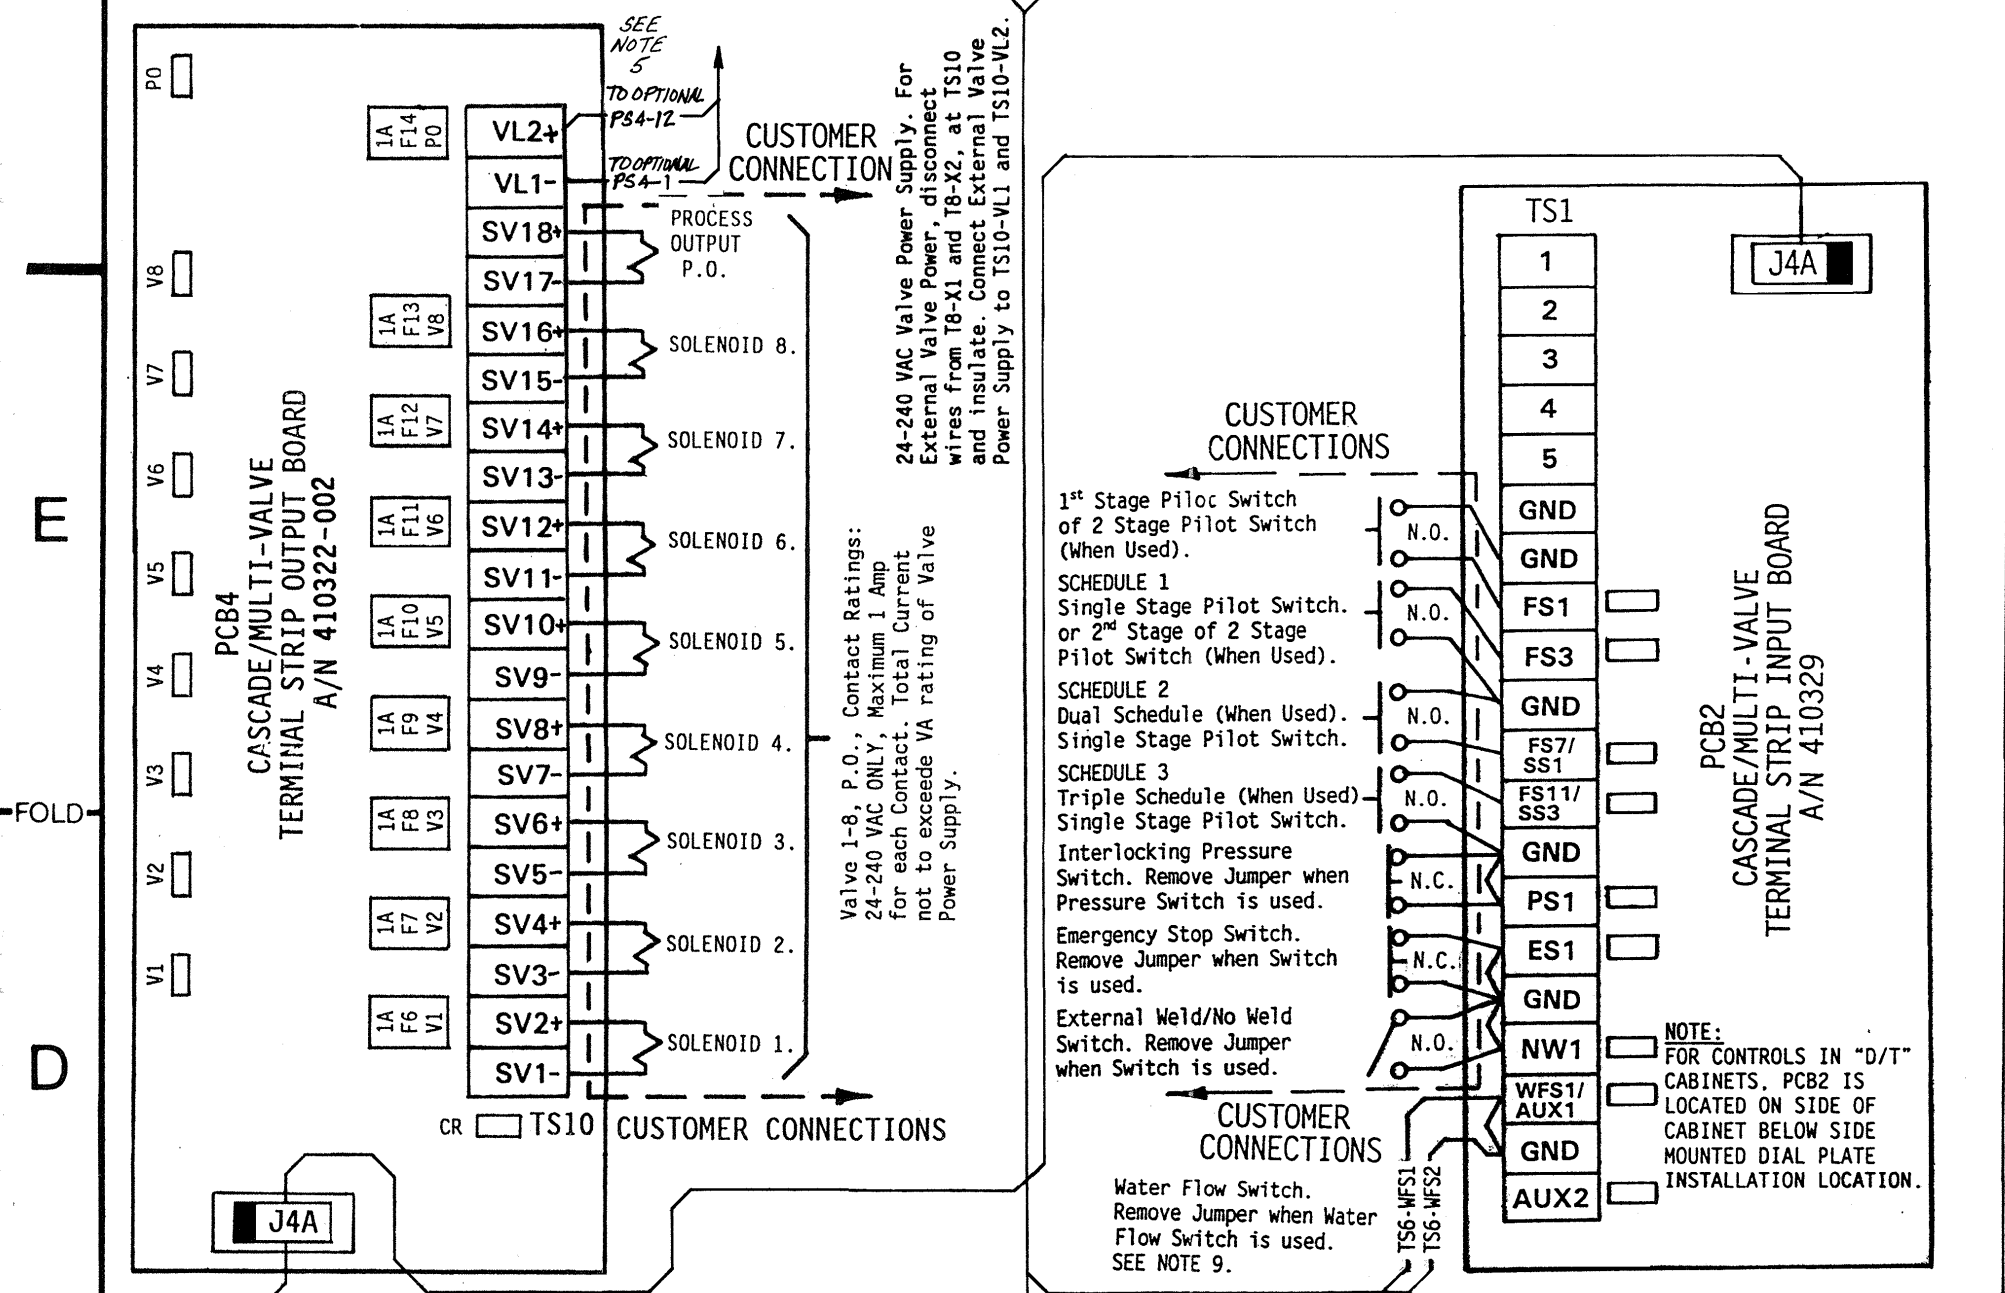 SEE
NOTE
5
TO OPTIONAL
PS4-12
TO OPTIONAL
PS4-1
CUSTOMER
CONNECTION
P0
V8
V7
V6
V5
V4
V3
V2
V1
PCB4
CASCADE/MULTI-VALVE
TERMINAL STRIP OUTPUT BOARD
A/N 410322-002
1A
F14
PO
1A
F13
V8
1A
F12
V7
1A
F11
V6
1A
F10
V5
1A
F9
V4
1A
F8
V3
1A
F7
V2
1A
F6
V1
VL2+
VL1-
SV18+
SV17-
SV16+
SV15-
SV14+
SV13-
SV12+
SV11-
SV10+
SV9-
SV8+
SV7-
SV6+
SV5-
SV4+
SV3-
SV2+
SV1-
CR
TS10
PROCESS
OUTPUT
P.O.
SOLENOID 8.
SOLENOID 7.
SOLENOID 6.
SOLENOID 5.
SOLENOID 4.
SOLENOID 3.
SOLENOID 2.
SOLENOID 1.
CUSTOMER CONNECTIONS
J4A
24-240 VAC Valve Power Supply. For
External Valve Power, disconnect
wires from T8-X1 and T8-X2, at TS10
and insulate. Connect External Valve
Power Supply to TS10-VL1 and TS10-VL2.
Valve 1-8, P.O., Contact Ratings:
24-240 VAC ONLY, Maximum 1 Amp
for each Contact. Total Current
not to exceede VA rating of Valve
Power Supply.
E
FOLD
D
CUSTOMER
CONNECTIONS
1st Stage Piloc Switch
of 2 Stage Pilot Switch
(When Used).
N.O.
SCHEDULE 1
Single Stage Pilot Switch.
or 2nd Stage of 2 Stage
Pilot Switch (When Used).
N.O.
SCHEDULE 2
Dual Schedule (When Used).
Single Stage Pilot Switch.
N.O.
SCHEDULE 3
Triple Schedule (When Used)
Single Stage Pilot Switch.
N.O.
Interlocking Pressure
Switch. Remove Jumper when
Pressure Switch is used.
N.C.
Emergency Stop Switch.
Remove Jumper when Switch
is used.
N.C.
External Weld/No Weld
Switch. Remove Jumper
when Switch is used.
N.O.
CUSTOMER
CONNECTIONS
Water Flow Switch.
Remove Jumper when Water
Flow Switch is used.
SEE NOTE 9.
TS6-WFS1
TS6-WFS2
TS1
J4A
1
2
3
4
5
GND
GND
FS1
FS3
GND
FS7/
SS1
FS11/
SS3
GND
PS1
ES1
GND
NW1
WFS1/
AUX1
GND
AUX2
PCB2
CASCADE/MULTI-VALVE
TERMINAL STRIP INPUT BOARD
A/N 410329
NOTE:
FOR CONTROLS IN "D/T"
CABINETS, PCB2 IS
LOCATED ON SIDE OF
CABINET BELOW SIDE
MOUNTED DIAL PLATE
INSTALLATION LOCATION.